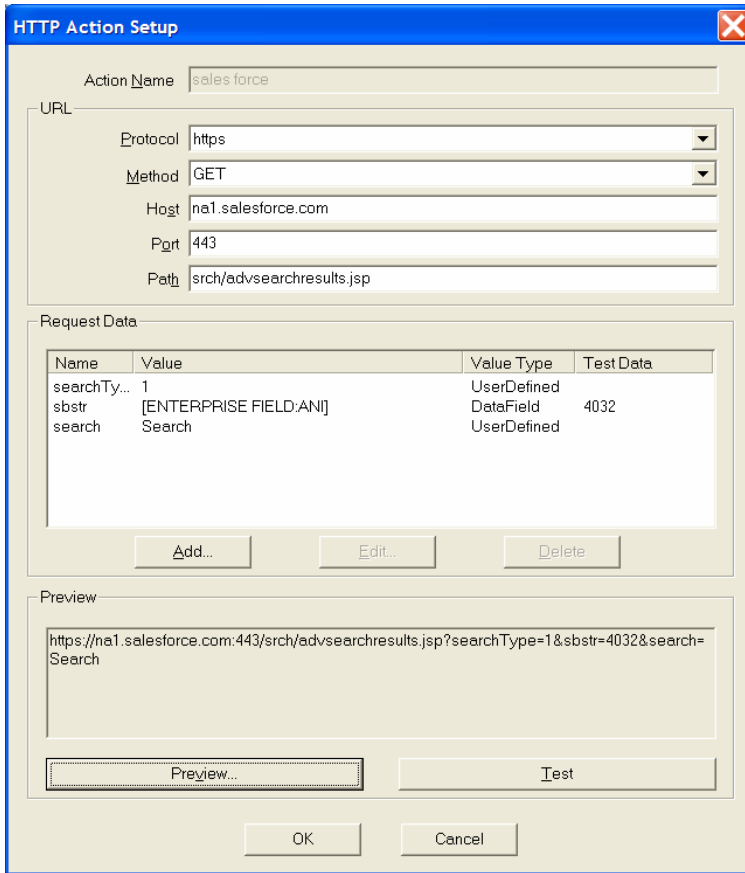 HTTP Action Setup
Action Name sales force
URL
Protocol https
Method GET
Host na1.salesforce.com
Port 443
Path srch/advsearchresults.jsp
Request Data
Name Value Value Type Test Data
searchTy... 1 UserDefined
sbstr [ENTERPRISE FIELD:ANI] DataField 4032
search Search UserDefined
Add... Edit... Delete
Preview
https://na1.salesforce.com:443/srch/advsearchresults.jsp?searchType=1&sbstr=4032&search=
Search
Preview... Test
OK Cancel